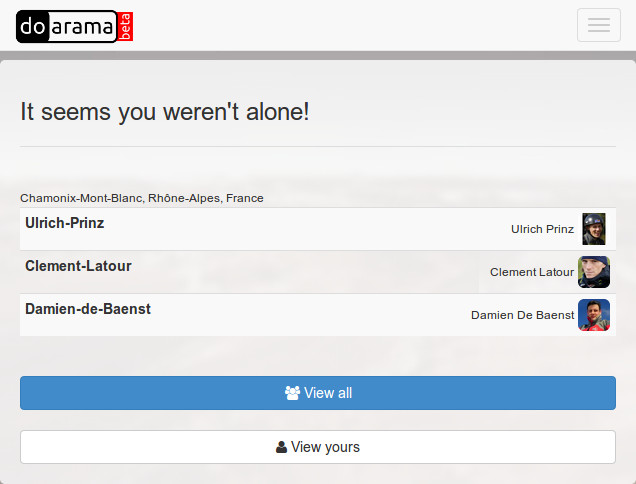 doarama beta
It seems you weren't alone!
Chamonix-Mont-Blanc, Rhône-Alpes, France
Ulrich-Prinz Ulrich Prinz
Clement-Latour Clement Latour
Damien-de-Baenst Damien De Baenst
View all
View yours